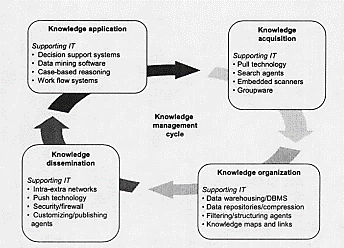 Knowledge application
Supporting IT
• Decision support systems
• Data mining software
• Case-based reasoning
• Work flow systems
Knowledge
acquisition
Supporting IT
• Pull technology
• Search agents
• Embedded scanners
• Groupware
Knowledge
management
cycle
Knowledge
dissemination
Supporting IT
• Intra-extra networks
• Push technology
• Security/firewall
• Customizing/publishing
agents
Knowledge organization
Supporting IT
• Data warehousing/DBMS
• Data repositories/compression
• Filtering/structuring agents
• Knowledge maps and links